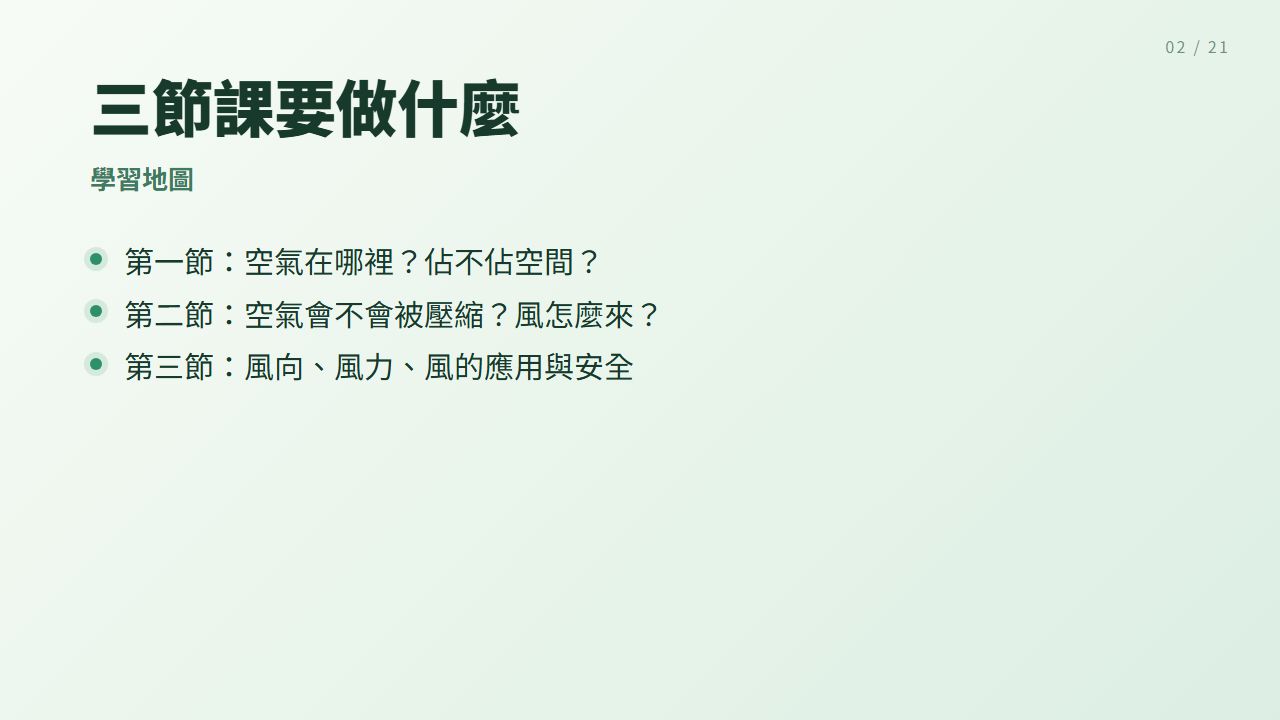 02 / 21
三節課要做什麼
學習地圖
第一節：空氣在哪裡？佔不佔空間？
第二節：空氣會不會被壓縮？風怎麼來？
第三節：風向、風力、風的應用與安全